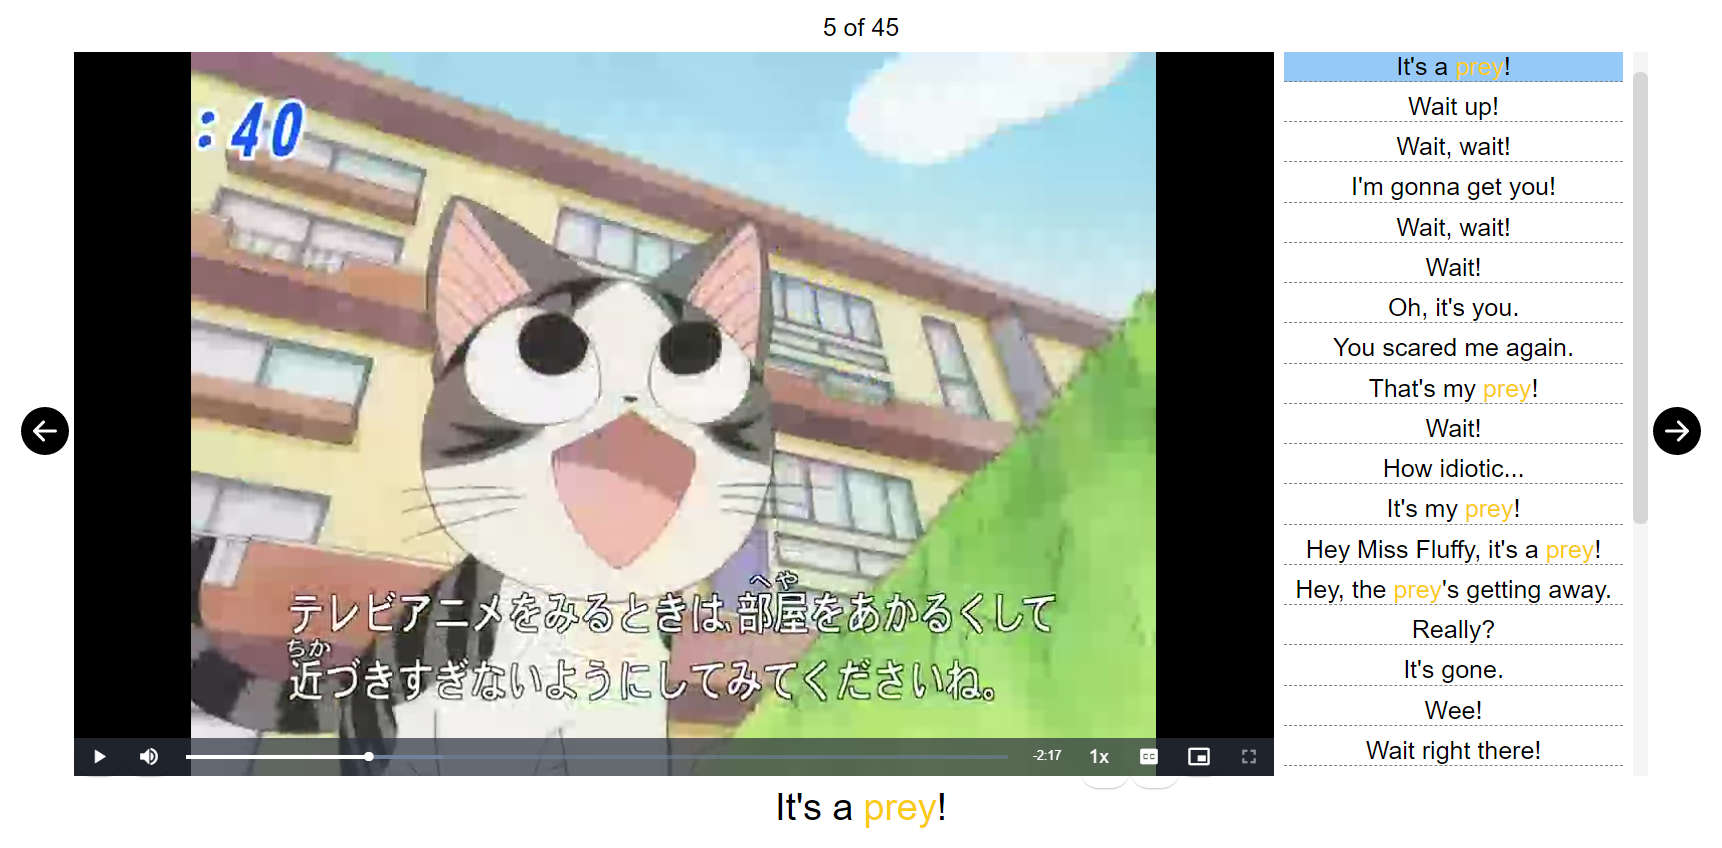 5 of 45
:40
へや
テレビアニメをみるときは、部屋をあかるくして
ちか
近づきすぎないようにしてみてくださいね。
-2:17
1x
CC
It's a prey!
It's a prey!
Wait up!
Wait, wait!
I'm gonna get you!
Wait, wait!
Wait!
Oh, it's you.
You scared me again.
That's my prey!
Wait!
How idiotic...
It's my prey!
Hey Miss Fluffy, it's a prey!
Hey, the prey's getting away.
Really?
It's gone.
Wee!
Wait right there!